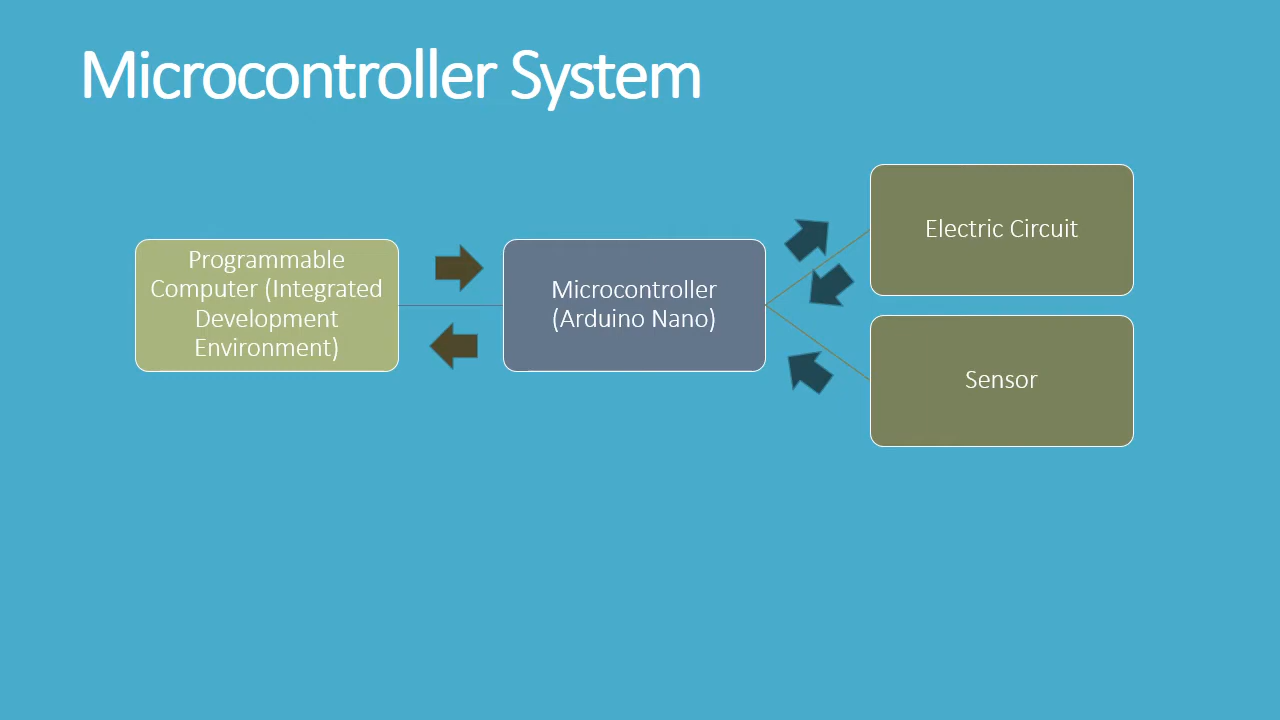 Microcontroller System
Programmable
Computer (Integrated
Development
Environment)
Microcontroller
(Arduino Nano)
Electric Circuit
Sensor